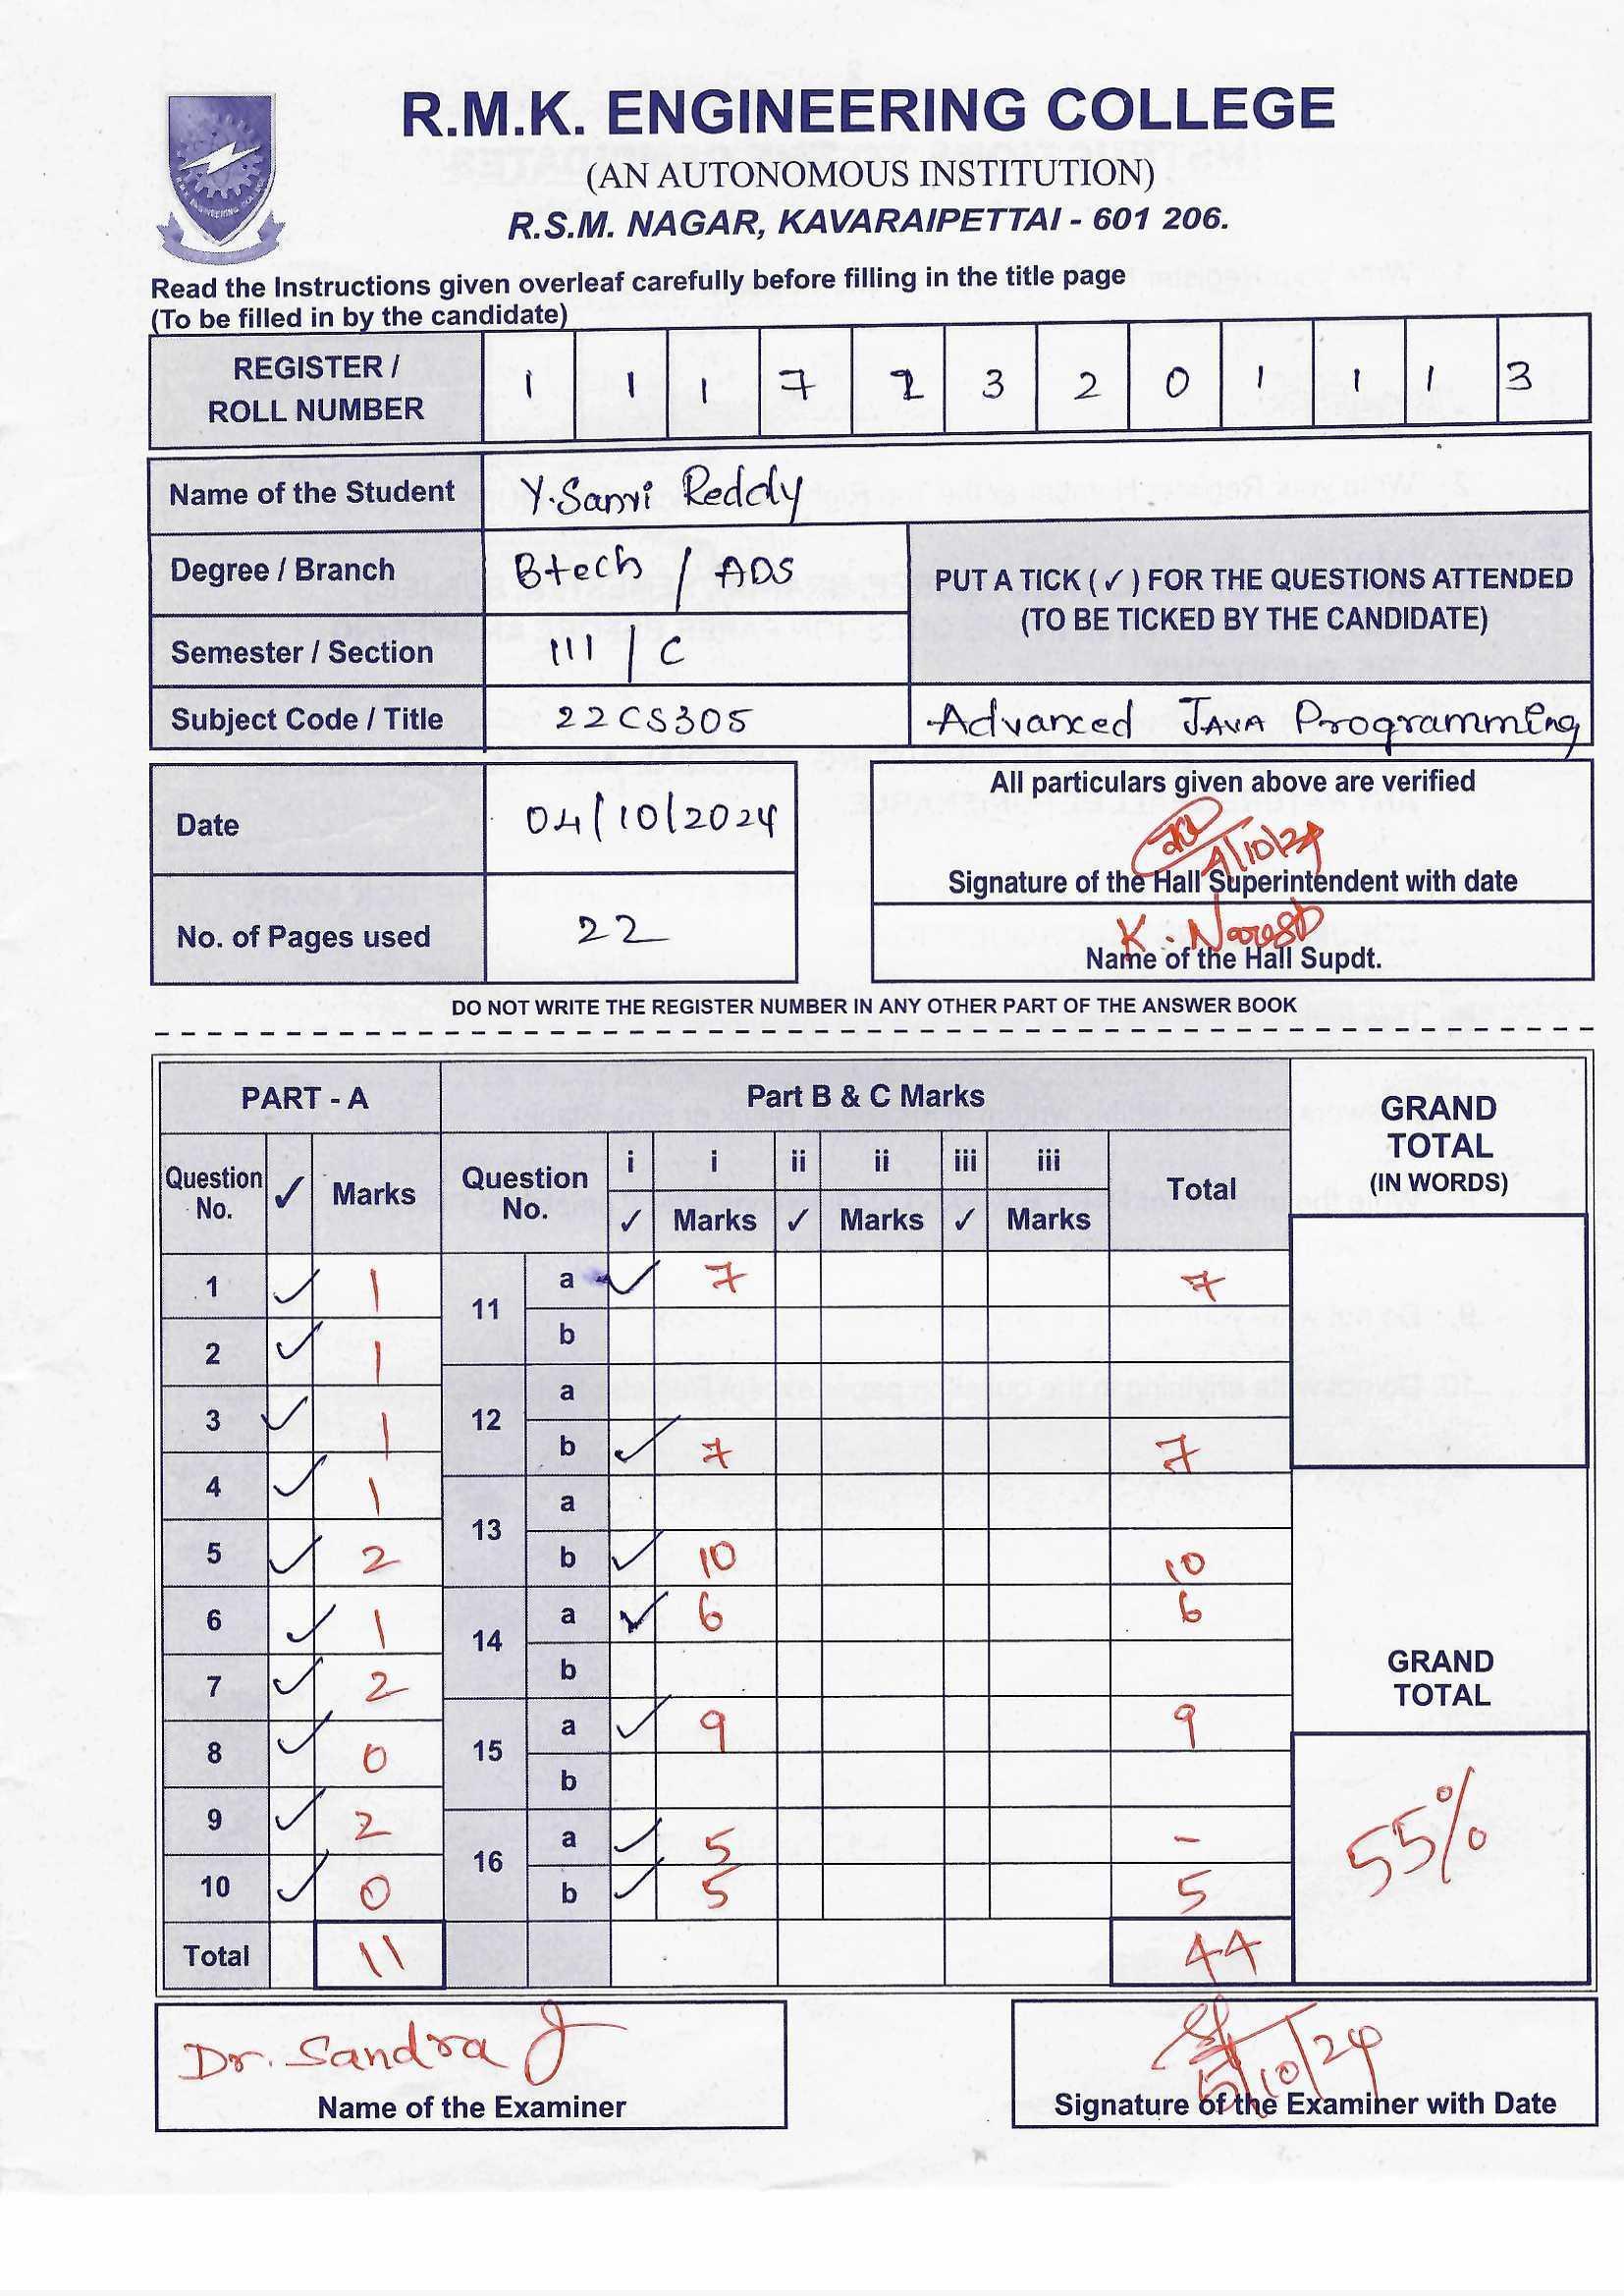 R.M.K. ENGINEERING COLLEGE
(AN AUTONOMOUS INSTITUTION)
R.S.M. NAGAR, KAVARAIPETTAI - 601 206.
Read the Instructions given overleaf carefully before filling in the title page
(To be filled in by the candidate)
REGISTER / ROLL NUMBER 1 1 1 7 2 3 2 0 1 1 1 3
Name of the Student Y. Sanvi Reddy
Degree / Branch Btech / ADS
PUT A TICK (✓) FOR THE QUESTIONS ATTENDED
(TO BE TICKED BY THE CANDIDATE)
Semester / Section III / C
Subject Code / Title 22CS305 Advanced JAVA Programming
All particulars given above are verified
Date 04/10/2024
4/10/24
Signature of the Hall Superintendent with date
No. of Pages used 22
K. Naresh
Name of the Hall Supdt.
DO NOT WRITE THE REGISTER NUMBER IN ANY OTHER PART OF THE ANSWER BOOK
PART - A Part B & C Marks GRAND TOTAL (IN WORDS)
Question No. ✓ Marks Question No. i ✓ i Marks ii ✓ ii Marks iii ✓ iii Marks Total
1 ✓ 1 11 a ✓ 7 7
2 ✓ 1 b
3 ✓ 1 12 a
b ✓ 7 7
4 ✓ 1 13 a
5 ✓ 2 b ✓ 10 10
6 ✓ 1 14 a ✓ 6 6
7 ✓ 2 b
GRAND TOTAL
8 ✓ 0 15 a ✓ 9 9
b
9 ✓ 2 16 a ✓ 5 -
10 ✓ 0 b ✓ 5 5
55%
Total 11 44
Dr. Sandra J
Name of the Examiner
5/10/24
Signature of the Examiner with Date